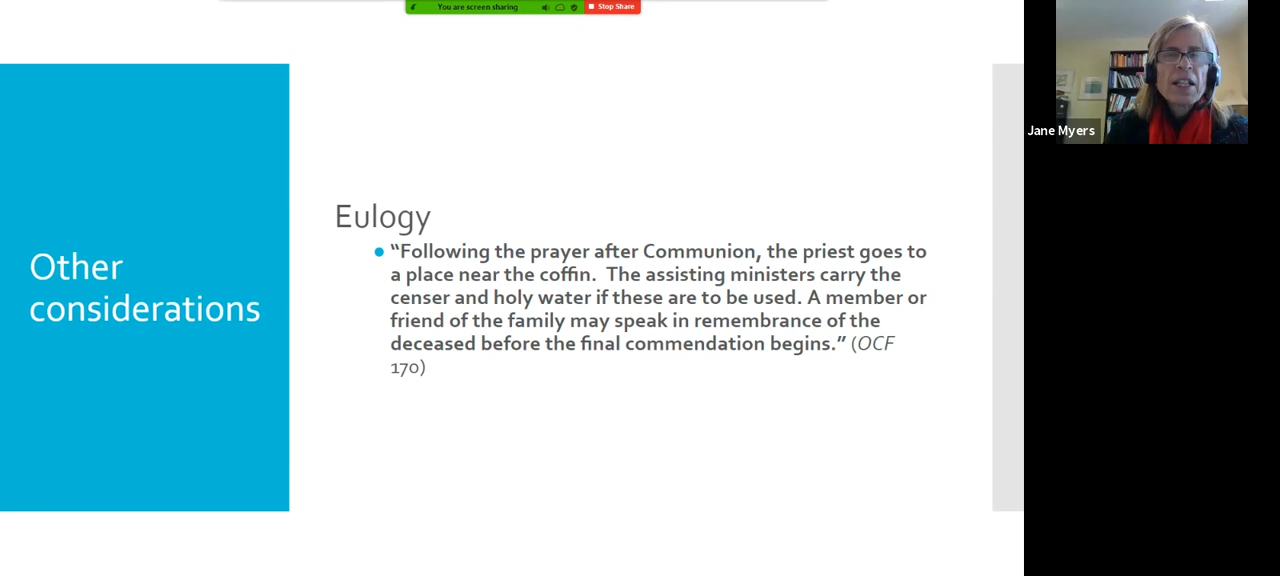 You are screen sharing
Stop Share
Jane Myers
Other
considerations
Eulogy
“Following the prayer after Communion, the priest goes to
a place near the coffin.  The assisting ministers carry the
censer and holy water if these are to be used. A member or
friend of the family may speak in remembrance of the
deceased before the final commendation begins.” (OCF
170)